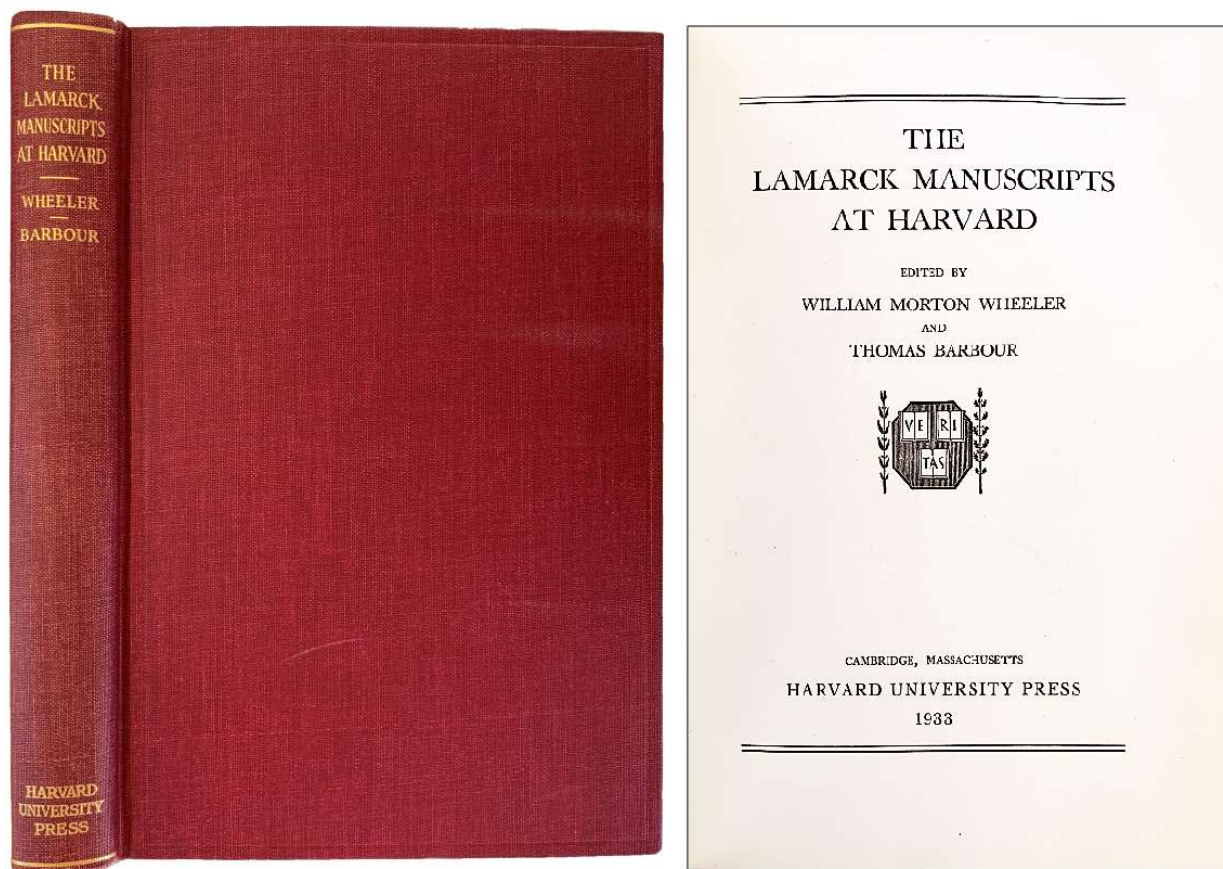 THE
LAMARCK
MANUSCRIPTS
AT HARVARD
WHEELER
BARBOUR
HARVARD
UNIVERSITY
PRESS
THE
LAMARCK MANUSCRIPTS
AT HARVARD
EDITED BY
WILLIAM MORTON WHEELER
AND
THOMAS BARBOUR
VE RI
TAS
CAMBRIDGE, MASSACHUSETTS
HARVARD UNIVERSITY PRESS
1933